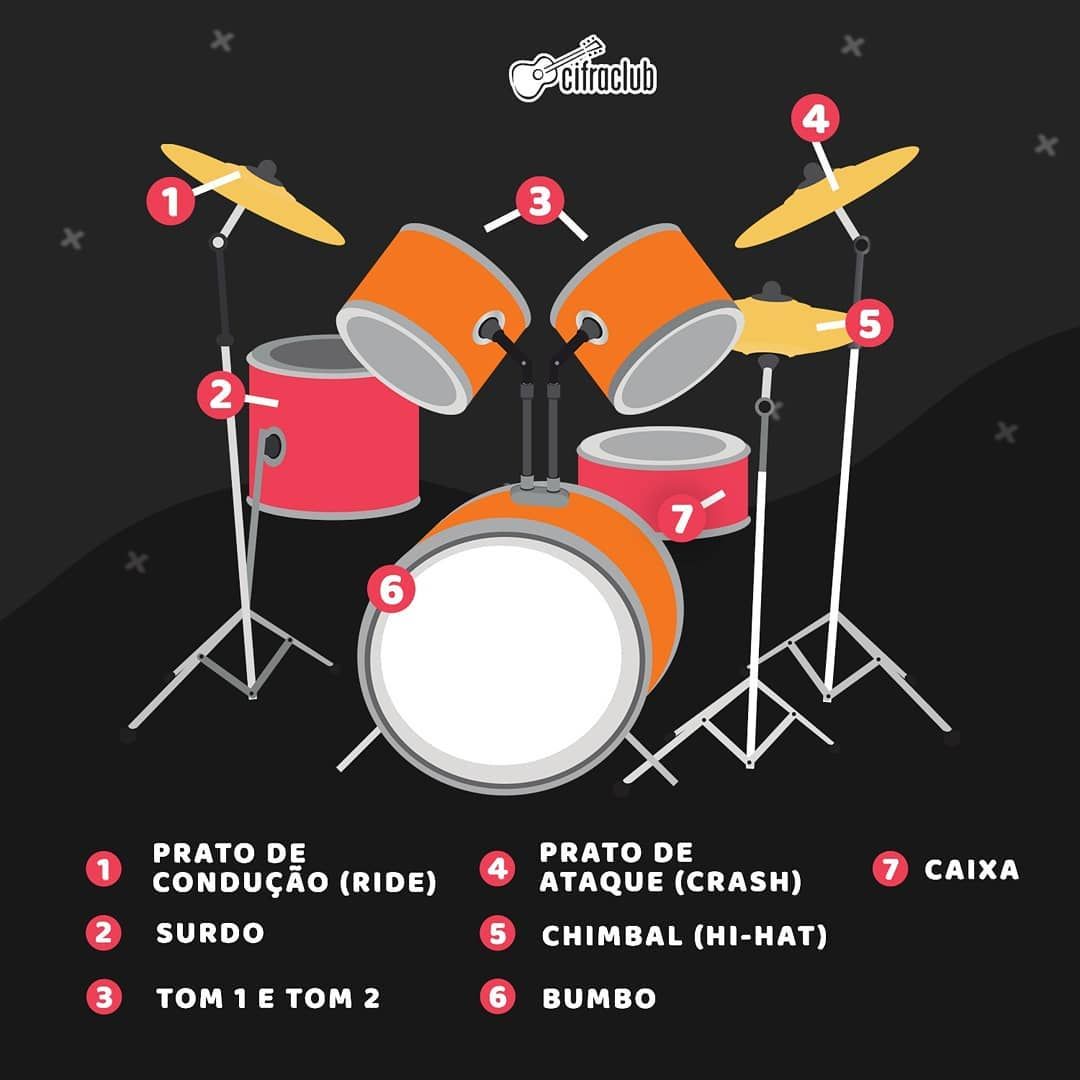 cifraclub
4
1
3
5
2
7
6
1 PRATO DE
CONDUÇÃO (RIDE)
2 SURDO
3 TOM 1 E TOM 2
4 PRATO DE
ATAQUE (CRASH)
5 CHIMBAL (HI-HAT)
6 BUMBO
7 CAIXA